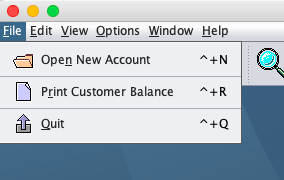 File Edit View Options Window Help
Open New Account ^+N
Print Customer Balance ^+R
Quit ^+Q